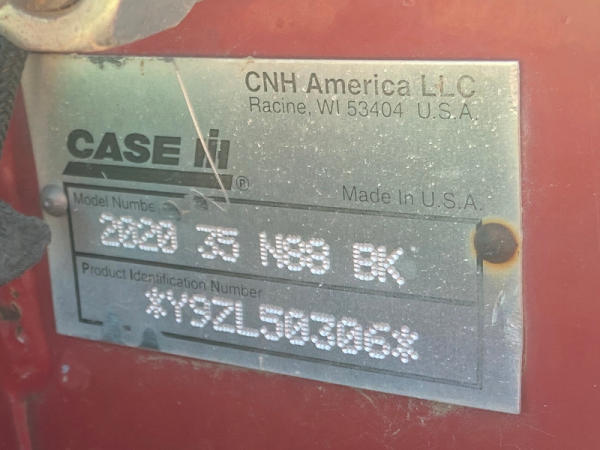 CNH America LLC
Racine, WI 53404 U.S.A.
CASE IH
®
Made In U.S.A.
Model Number
2020 35 N88 BK
Product Identification Number
*Y9ZL50306*